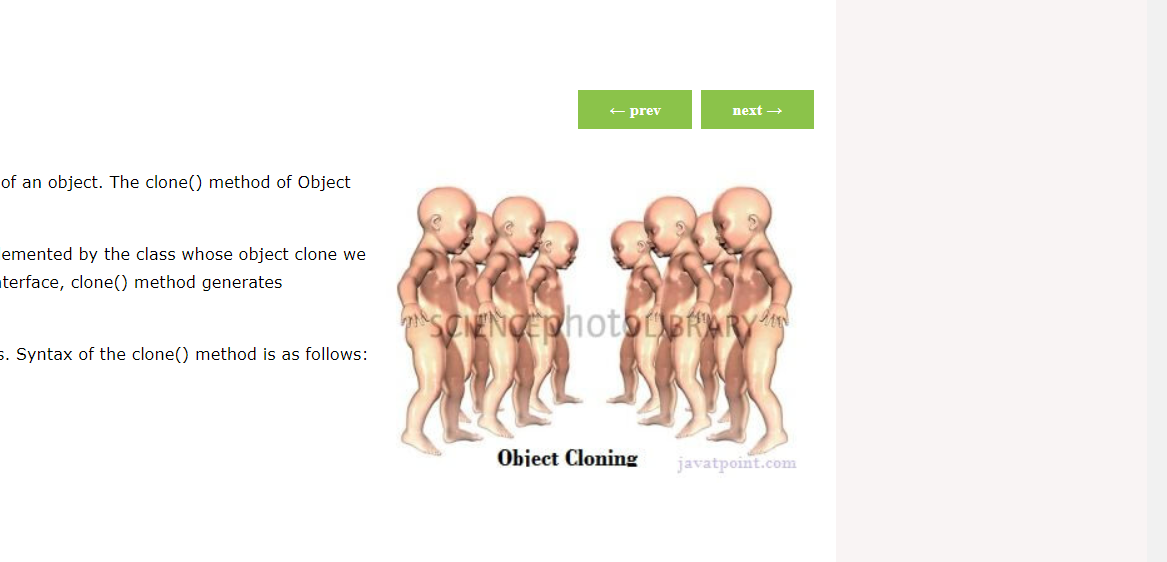 ← prev
next →
of an object. The clone() method of Object
emented by the class whose object clone we
terface, clone() method generates
s. Syntax of the clone() method is as follows:
SCIENCEphotoLIBRARY
Object Cloning
javatpoint.com